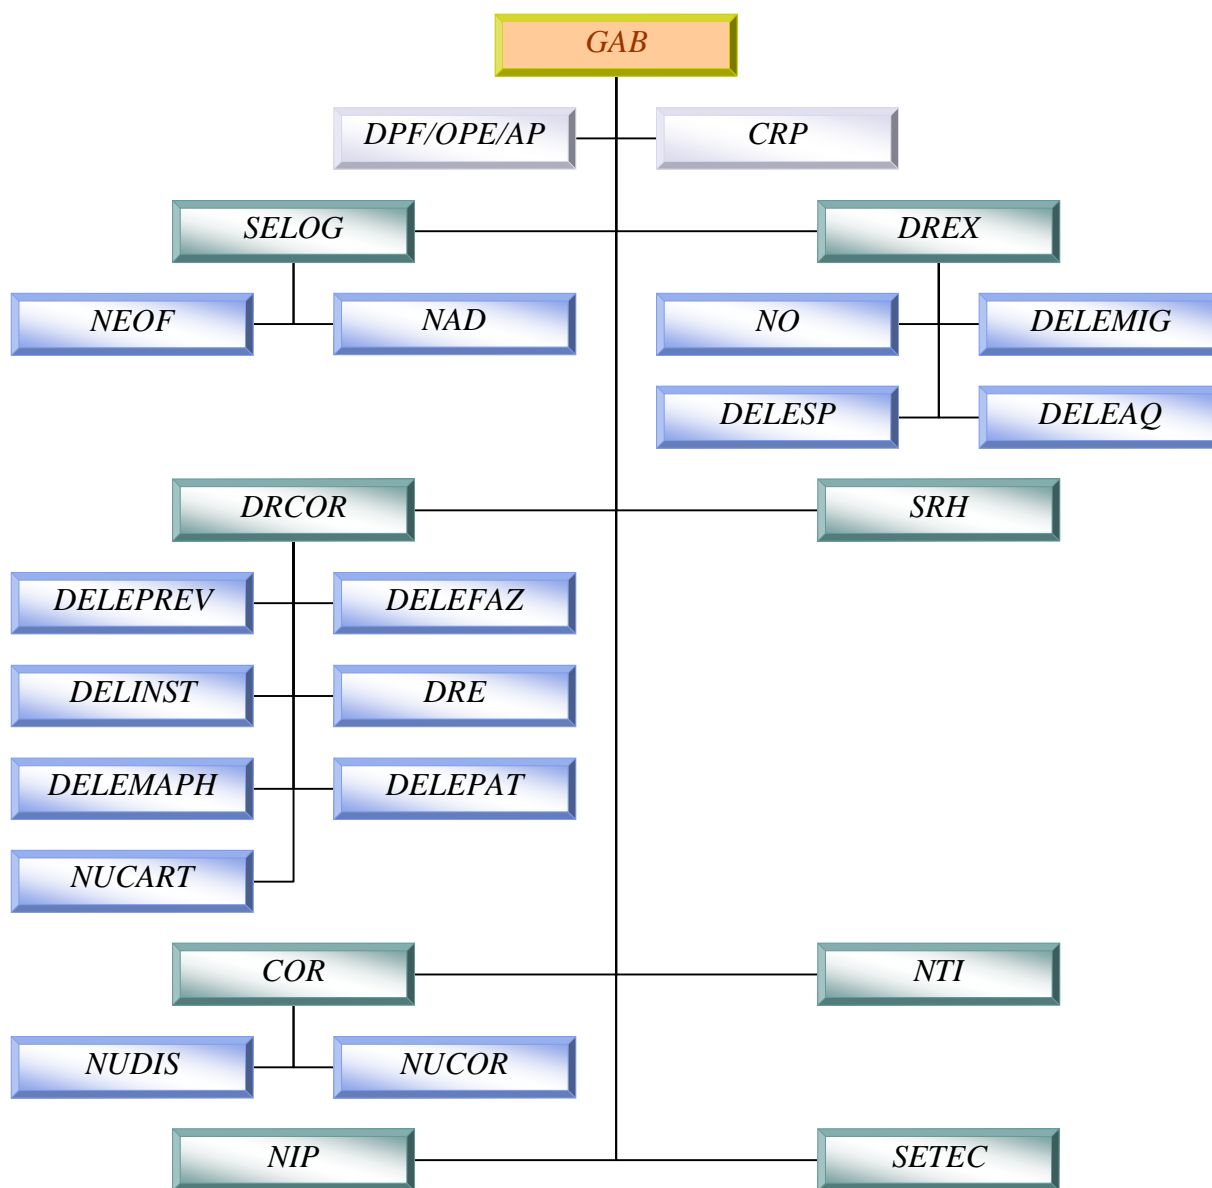 GAB
DPF/OPE/AP
CRP
SELOG
DREX
NEOF
NAD
NO
DELEMIG
DELESP
DELEAQ
DRCOR
SRH
DELEPREV
DELEFAZ
DELINST
DRE
DELEMAPH
DELEPAT
NUCART
COR
NTI
NUDIS
NUCOR
NIP
SETEC